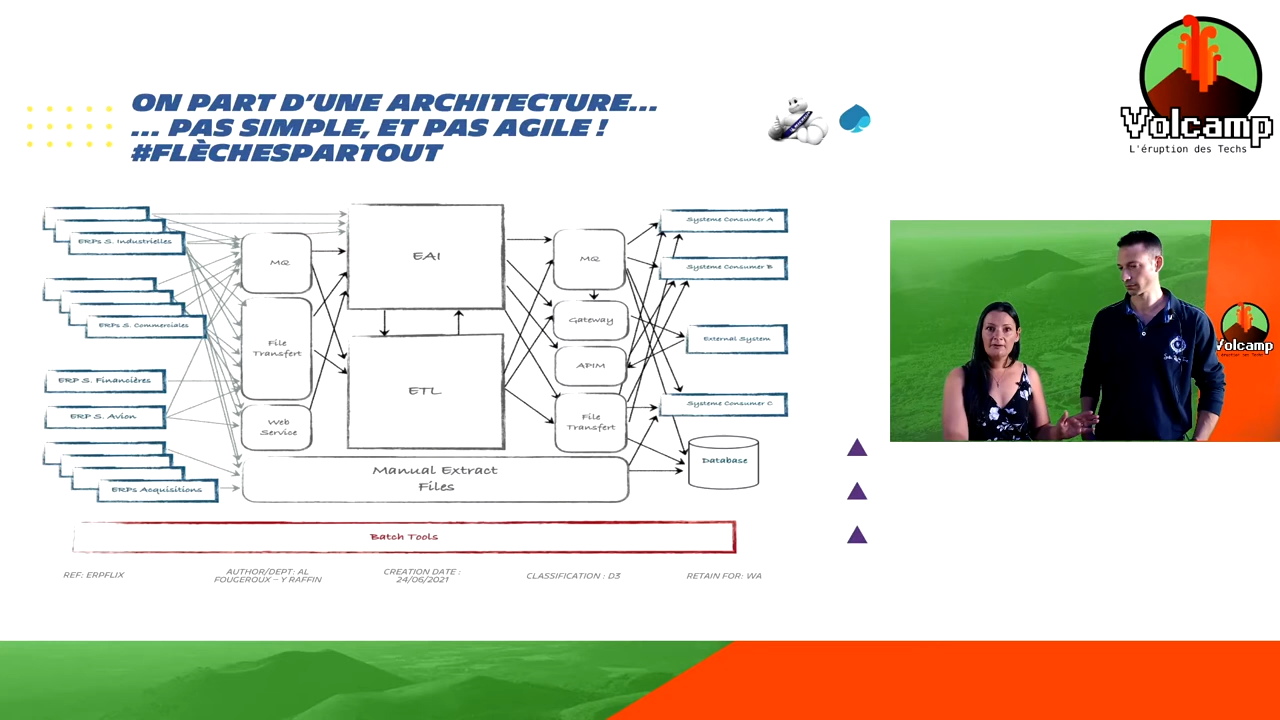 ON PART D'UNE ARCHITECTURE...
... PAS SIMPLE, ET PAS AGILE !
#FLÈCHESPARTOUT
Volcamp
L'éruption des Techs
ERPs S. Industrielles
ERPs S. Commerciales
ERP S. Financières
ERP S. Avion
ERPs Acquisitions
MQ
File
Transfert
Web
Service
EAI
ETL
Manual Extract
Files
MQ
Gateway
APIM
File
Transfert
Systeme Consumer A
Systeme Consumer B
External System
Systeme Consumer C
Database
Batch Tools
REF: ERPFLIX
AUTHOR/DEPT: AL
FOUGEROUX – Y RAFFIN
CREATION DATE :
24/06/2021
CLASSIFICATION : D3
RETAIN FOR: WA
Volcamp